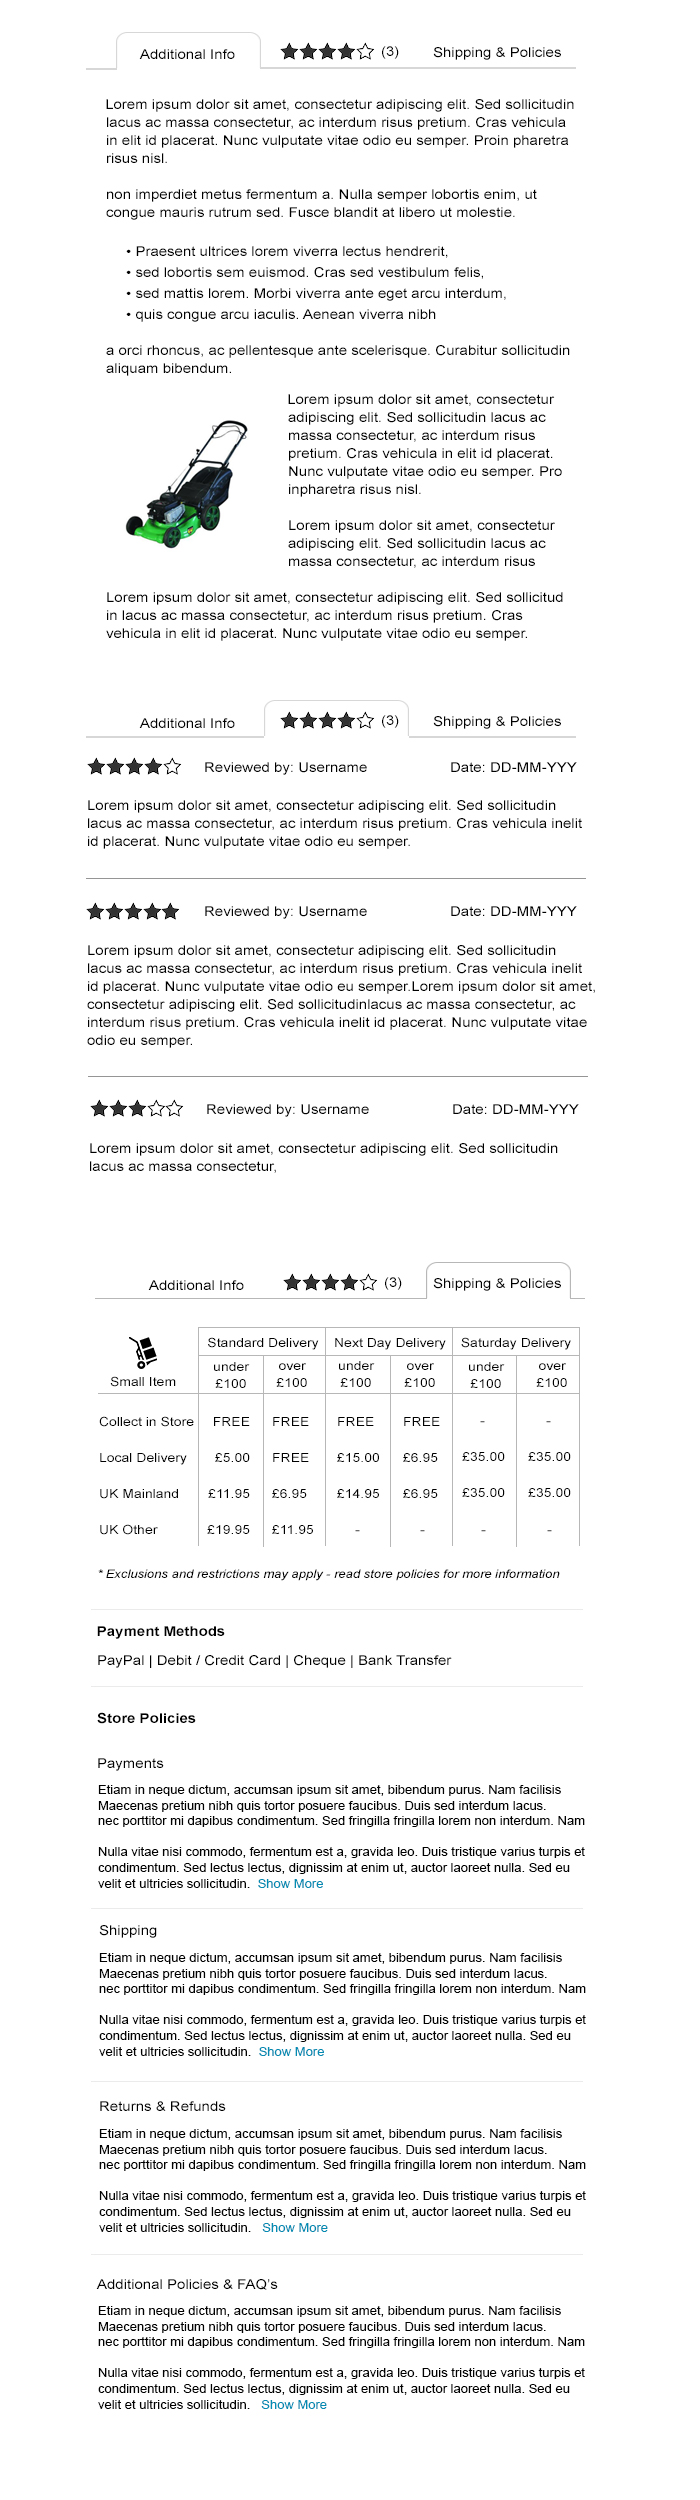 Additional Info ★★★★☆ (3) Shipping & Policies
Lorem ipsum dolor sit amet, consectetur adipiscing elit. Sed sollicitudin
lacus ac massa consectetur, ac interdum risus pretium. Cras vehicula
in elit id placerat. Nunc vulputate vitae odio eu semper. Proin pharetra
risus nisl.
non imperdiet metus fermentum a. Nulla semper lobortis enim, ut
congue mauris rutrum sed. Fusce blandit at libero ut molestie.
• Praesent ultrices lorem viverra lectus hendrerit,
• sed lobortis sem euismod. Cras sed vestibulum felis,
• sed mattis lorem. Morbi viverra ante eget arcu interdum,
• quis congue arcu iaculis. Aenean viverra nibh
a orci rhoncus, ac pellentesque ante scelerisque. Curabitur sollicitudin
aliquam bibendum.
Lorem ipsum dolor sit amet, consectetur
adipiscing elit. Sed sollicitudin lacus ac
massa consectetur, ac interdum risus
pretium. Cras vehicula in elit id placerat.
Nunc vulputate vitae odio eu semper. Pro
inpharetra risus nisl.
Lorem ipsum dolor sit amet, consectetur
adipiscing elit. Sed sollicitudin lacus ac
massa consectetur, ac interdum risus
Lorem ipsum dolor sit amet, consectetur adipiscing elit. Sed sollicitud
in lacus ac massa consectetur, ac interdum risus pretium. Cras
vehicula in elit id placerat. Nunc vulputate vitae odio eu semper.
Additional Info ★★★★☆ (3) Shipping & Policies
★★★★☆ Reviewed by: Username Date: DD-MM-YYY
Lorem ipsum dolor sit amet, consectetur adipiscing elit. Sed sollicitudin
lacus ac massa consectetur, ac interdum risus pretium. Cras vehicula inelit
id placerat. Nunc vulputate vitae odio eu semper.
★★★★★ Reviewed by: Username Date: DD-MM-YYY
Lorem ipsum dolor sit amet, consectetur adipiscing elit. Sed sollicitudin
lacus ac massa consectetur, ac interdum risus pretium. Cras vehicula inelit
id placerat. Nunc vulputate vitae odio eu semper.Lorem ipsum dolor sit amet,
consectetur adipiscing elit. Sed sollicitudinlacus ac massa consectetur, ac
interdum risus pretium. Cras vehicula inelit id placerat. Nunc vulputate vitae
odio eu semper.
★★★☆☆ Reviewed by: Username Date: DD-MM-YYY
Lorem ipsum dolor sit amet, consectetur adipiscing elit. Sed sollicitudin
lacus ac massa consectetur,
Additional Info ★★★★☆ (3) Shipping & Policies
Standard Delivery Next Day Delivery Saturday Delivery
under over under over under over
Small Item £100 £100 £100 £100 £100 £100
Collect in Store FREE FREE FREE FREE - -
Local Delivery £5.00 FREE £15.00 £6.95 £35.00 £35.00
UK Mainland £11.95 £6.95 £14.95 £6.95 £35.00 £35.00
UK Other £19.95 £11.95 - - - -
* Exclusions and restrictions may apply - read store policies for more information
Payment Methods
PayPal | Debit / Credit Card | Cheque | Bank Transfer
Store Policies
Payments
Etiam in neque dictum, accumsan ipsum sit amet, bibendum purus. Nam facilisis
Maecenas pretium nibh quis tortor posuere faucibus. Duis sed interdum lacus.
nec porttitor mi dapibus condimentum. Sed fringilla fringilla lorem non interdum. Nam
Nulla vitae nisi commodo, fermentum est a, gravida leo. Duis tristique varius turpis et
condimentum. Sed lectus lectus, dignissim at enim ut, auctor laoreet nulla. Sed eu
velit et ultricies sollicitudin. Show More
Shipping
Etiam in neque dictum, accumsan ipsum sit amet, bibendum purus. Nam facilisis
Maecenas pretium nibh quis tortor posuere faucibus. Duis sed interdum lacus.
nec porttitor mi dapibus condimentum. Sed fringilla fringilla lorem non interdum. Nam
Nulla vitae nisi commodo, fermentum est a, gravida leo. Duis tristique varius turpis et
condimentum. Sed lectus lectus, dignissim at enim ut, auctor laoreet nulla. Sed eu
velit et ultricies sollicitudin. Show More
Returns & Refunds
Etiam in neque dictum, accumsan ipsum sit amet, bibendum purus. Nam facilisis
Maecenas pretium nibh quis tortor posuere faucibus. Duis sed interdum lacus.
nec porttitor mi dapibus condimentum. Sed fringilla fringilla lorem non interdum. Nam
Nulla vitae nisi commodo, fermentum est a, gravida leo. Duis tristique varius turpis et
condimentum. Sed lectus lectus, dignissim at enim ut, auctor laoreet nulla. Sed eu
velit et ultricies sollicitudin. Show More
Additional Policies & FAQ's
Etiam in neque dictum, accumsan ipsum sit amet, bibendum purus. Nam facilisis
Maecenas pretium nibh quis tortor posuere faucibus. Duis sed interdum lacus.
nec porttitor mi dapibus condimentum. Sed fringilla fringilla lorem non interdum. Nam
Nulla vitae nisi commodo, fermentum est a, gravida leo. Duis tristique varius turpis et
condimentum. Sed lectus lectus, dignissim at enim ut, auctor laoreet nulla. Sed eu
velit et ultricies sollicitudin. Show More